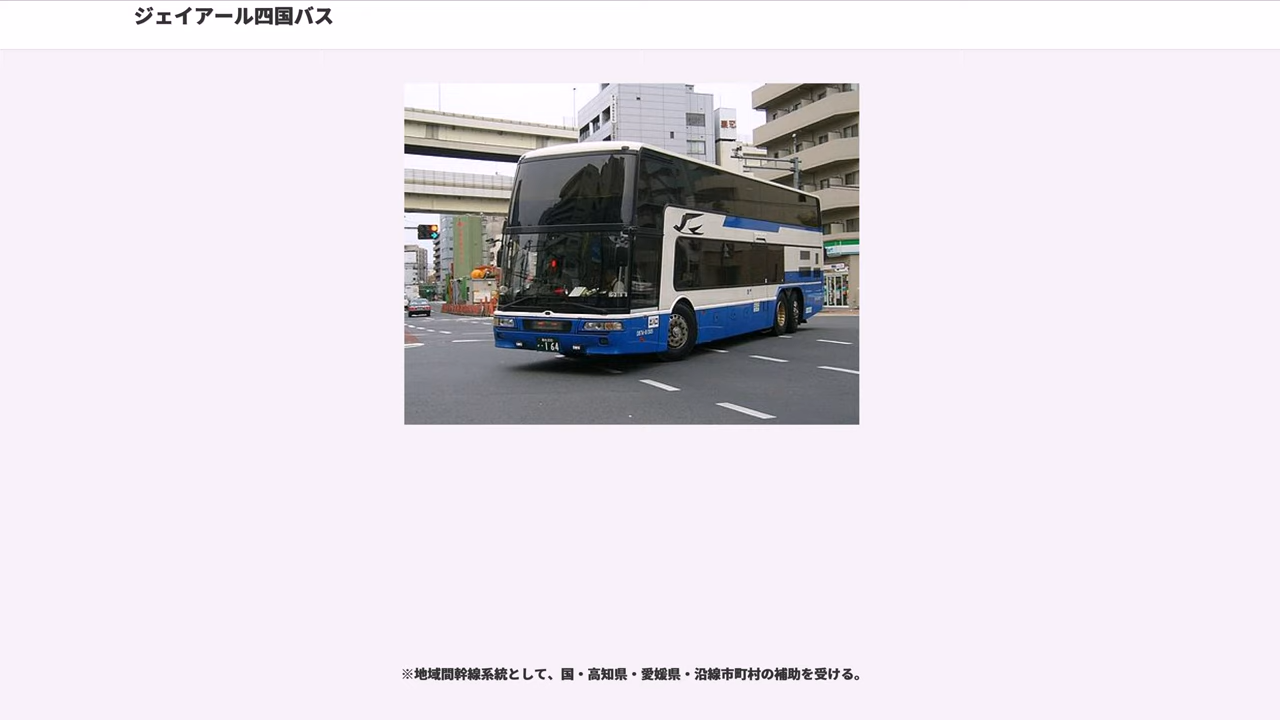 ジェイアール四国バス
164
※地域間幹線系統として、国・高知県・愛媛県・沿線市町村の補助を受ける。